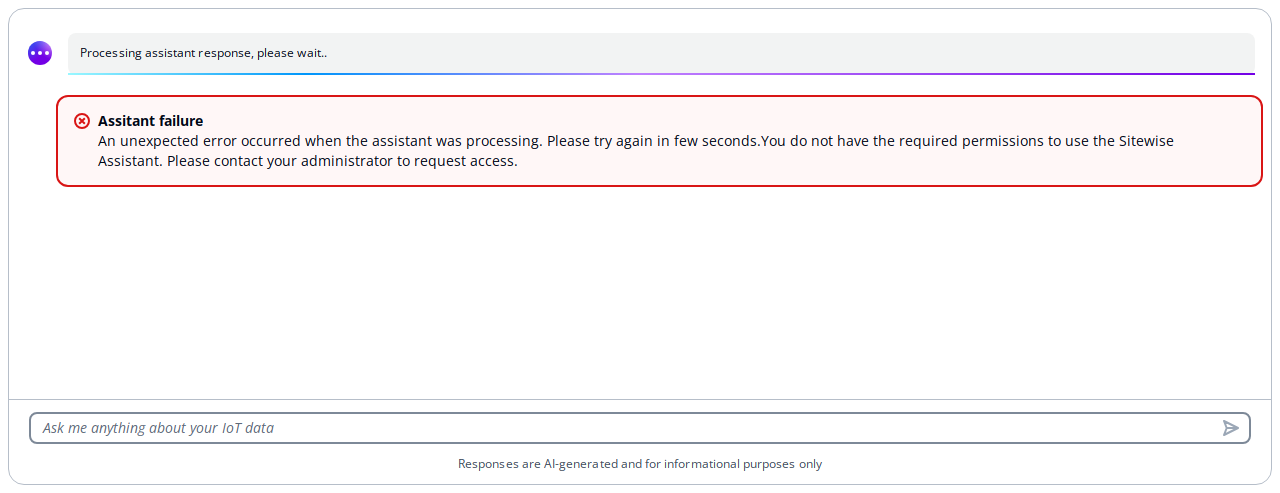 Processing assistant response, please wait..
Assitant failure
An unexpected error occurred when the assistant was processing. Please try again in few seconds.You do not have the required permissions to use the Sitewise
Assistant. Please contact your administrator to request access.
Ask me anything about your IoT data
Responses are AI-generated and for informational purposes only